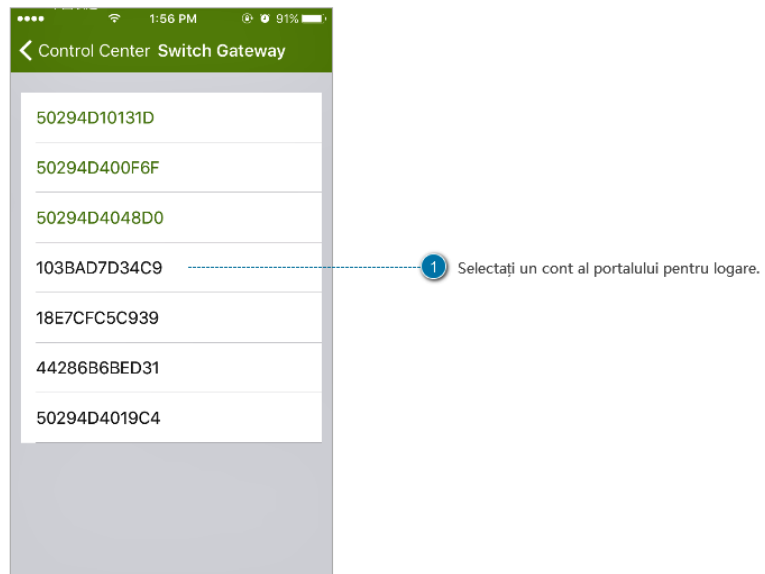 1:56 PM 91%
Control Center Switch Gateway
50294D10131D
50294D400F6F
50294D4048D0
103BAD7D34C9
1 Selectați un cont al portalului pentru logare.
18E7CFC5C939
44286B6BED31
50294D4019C4